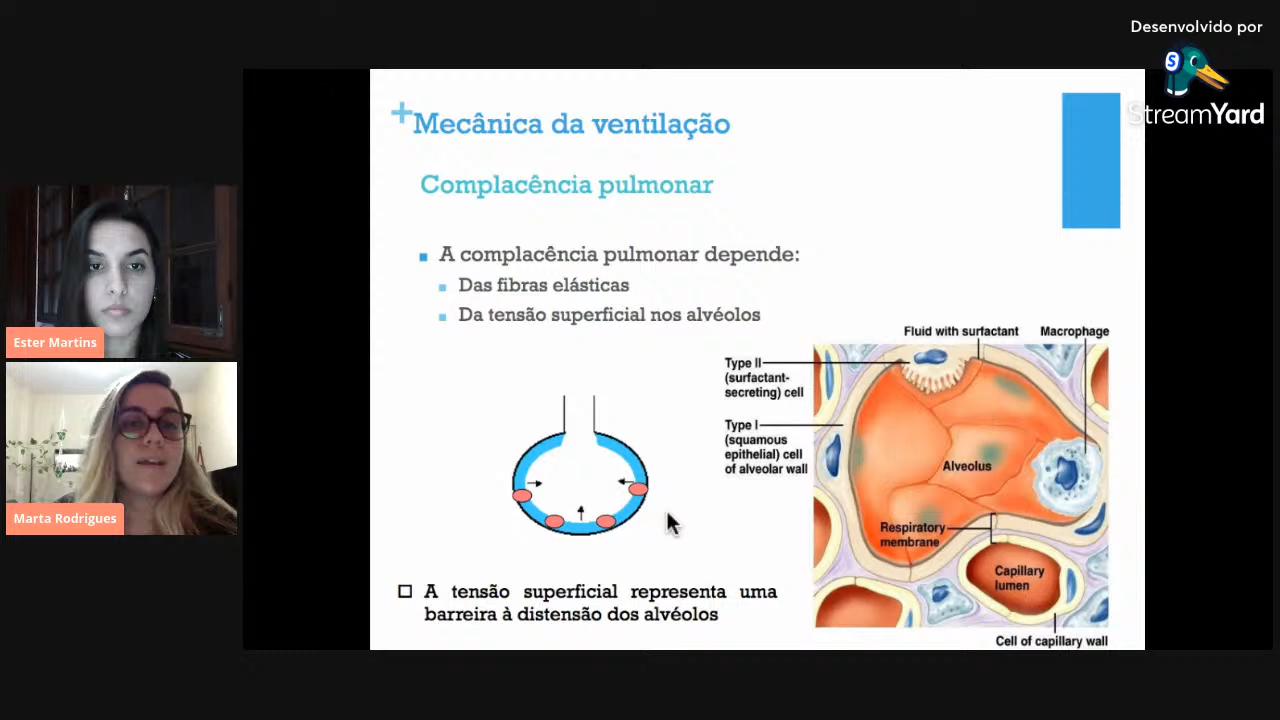 Desenvolvido por
StreamYard
+
Mecânica da ventilação
Complacência pulmonar
A complacência pulmonar depende:
Das fibras elásticas
Da tensão superficial nos alvéolos
Fluid with surfactant
Macrophage
Type II
(surfactant-
secreting) cell
Type I
(squamous
epithelial) cell
of alveolar wall
Alveolus
Respiratory
membrane
Capillary
lumen
Cell of capillary wall
A tensão superficial representa uma
barreira à distensão dos alvéolos
Ester Martins
Marta Rodrigues